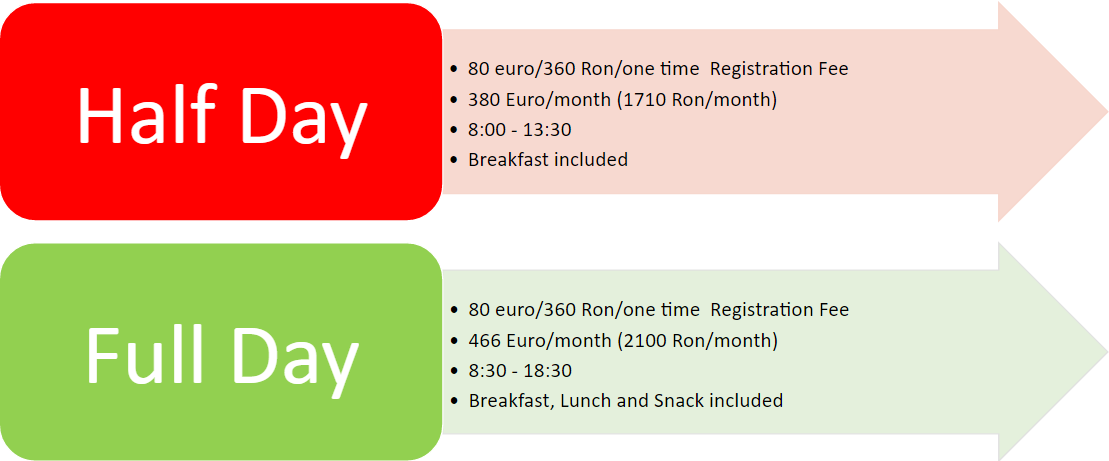 Half Day
• 80 euro/360 Ron/one time  Registration Fee
• 380 Euro/month (1710 Ron/month)
• 8:00 - 13:30
• Breakfast included
Full Day
• 80 euro/360 Ron/one time  Registration Fee
• 466 Euro/month (2100 Ron/month)
• 8:30 - 18:30
• Breakfast, Lunch and Snack included